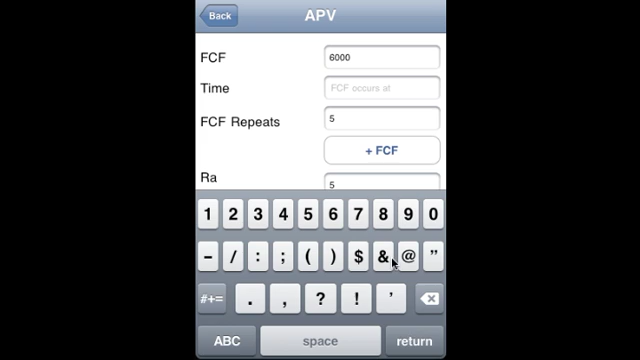 Back
APV
FCF
6000
Time
FCF occurs at
FCF Repeats
5
+ FCF
Ra
5
1 2 3 4 5 6 7 8 9 0
- / : ; ( ) $ & @ "
#+= . , ? ! '
ABC space return